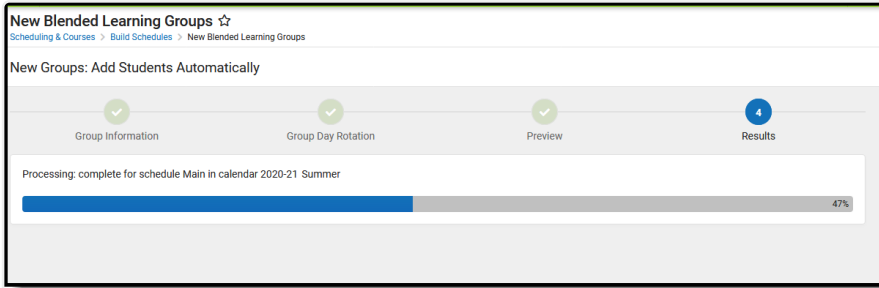 New Blended Learning Groups ☆
Scheduling & Courses > Build Schedules > New Blended Learning Groups
New Groups: Add Students Automatically
4
Group Information Group Day Rotation Preview Results
Processing: complete for schedule Main in calendar 2020-21 Summer
47%